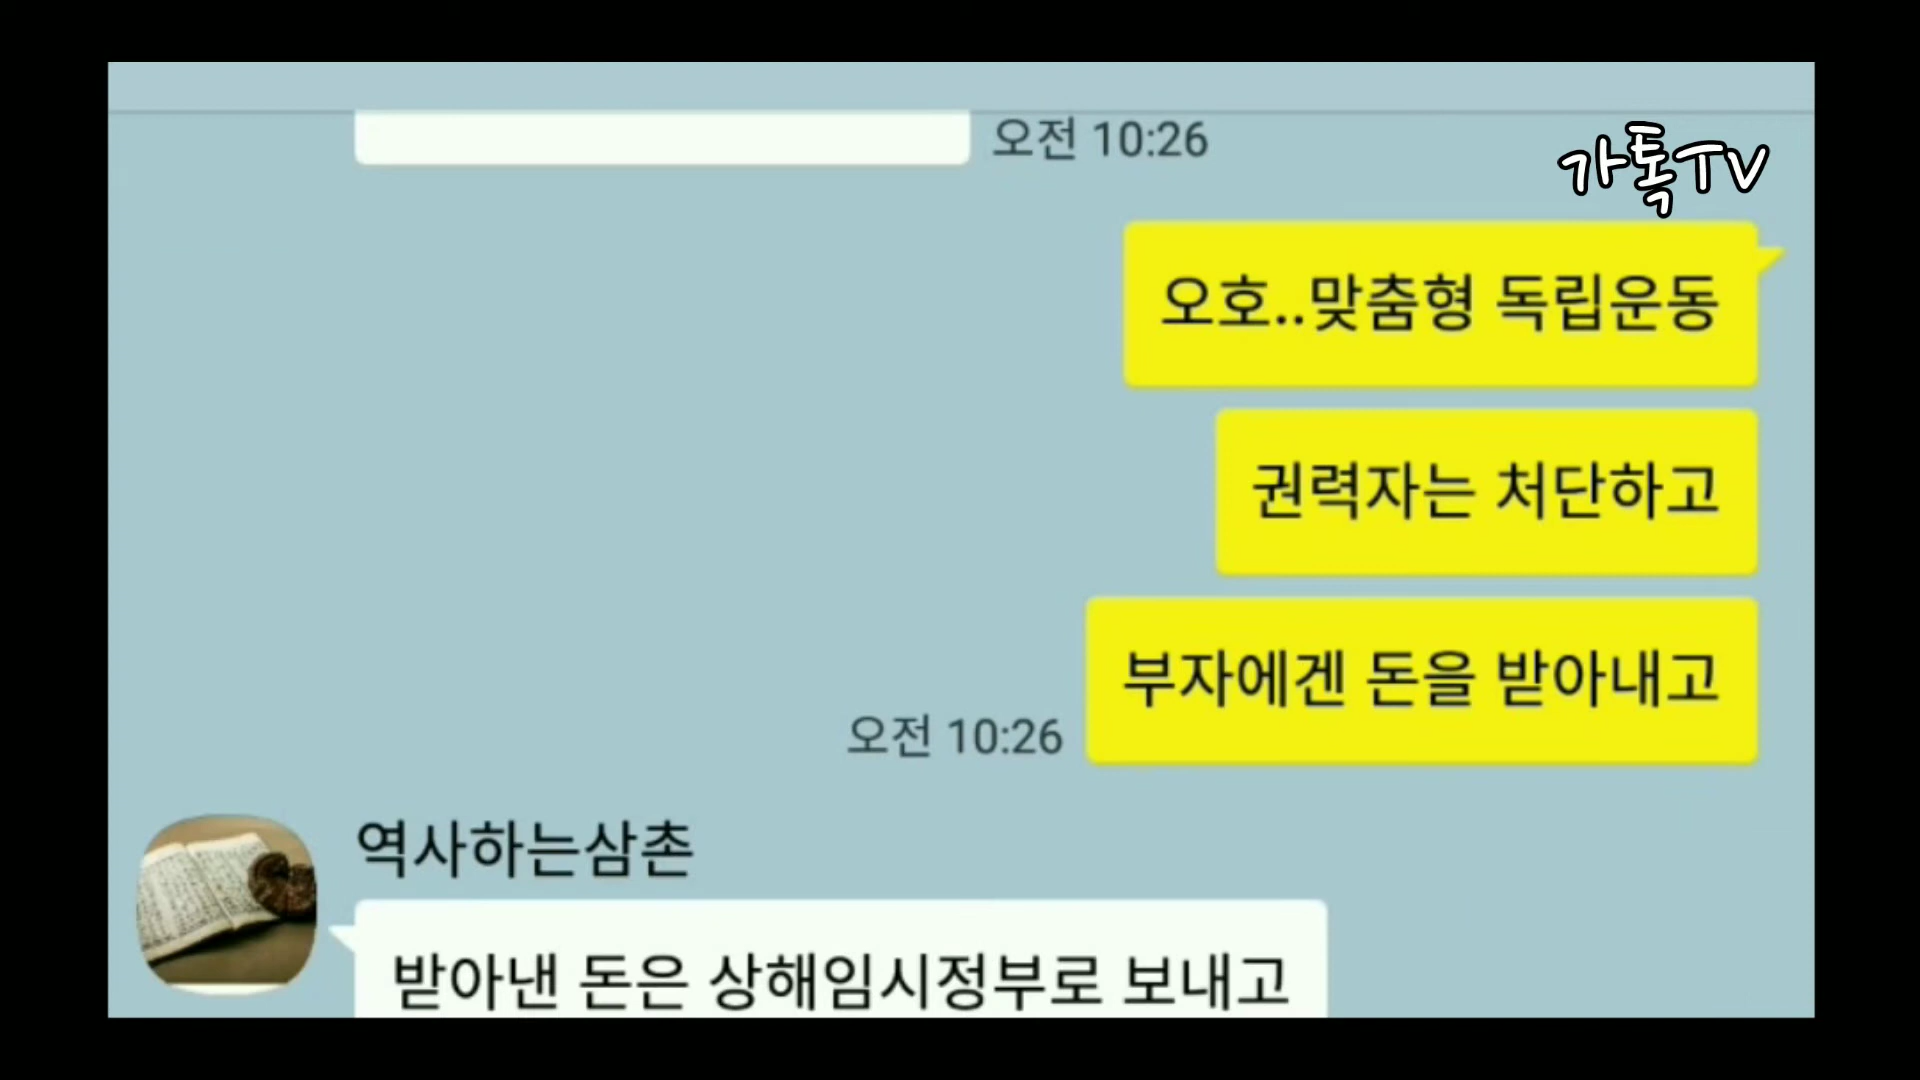 오전 10:26
가톡TV
오호..맞춤형 독립운동
권력자는 처단하고
부자에겐 돈을 받아내고
오전 10:26
역사하는삼촌
받아낸 돈은 상해임시정부로 보내고